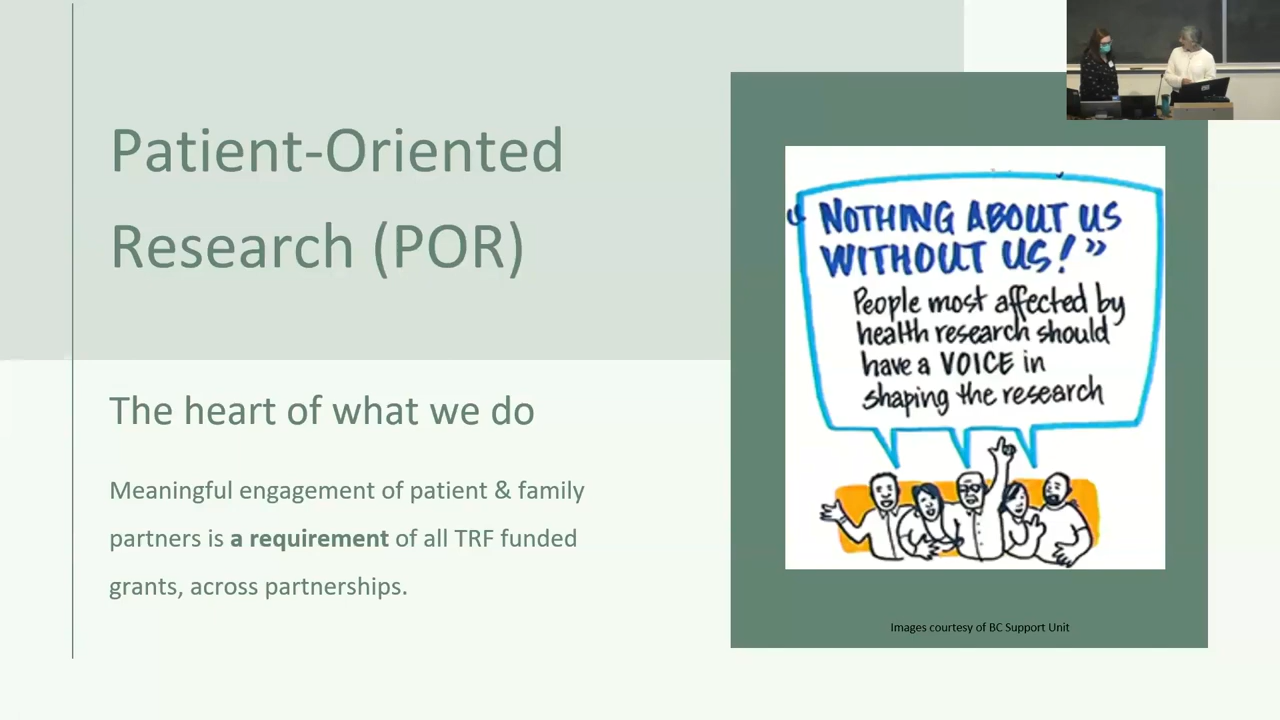 Patient-Oriented
Research (POR)
The heart of what we do
Meaningful engagement of patient & family
partners is a requirement of all TRF funded
grants, across partnerships.
“NOTHING ABOUT US
WITHOUT US!”
People most affected by
health research should
have a VOICE in
shaping the research
Images courtesy of BC Support Unit